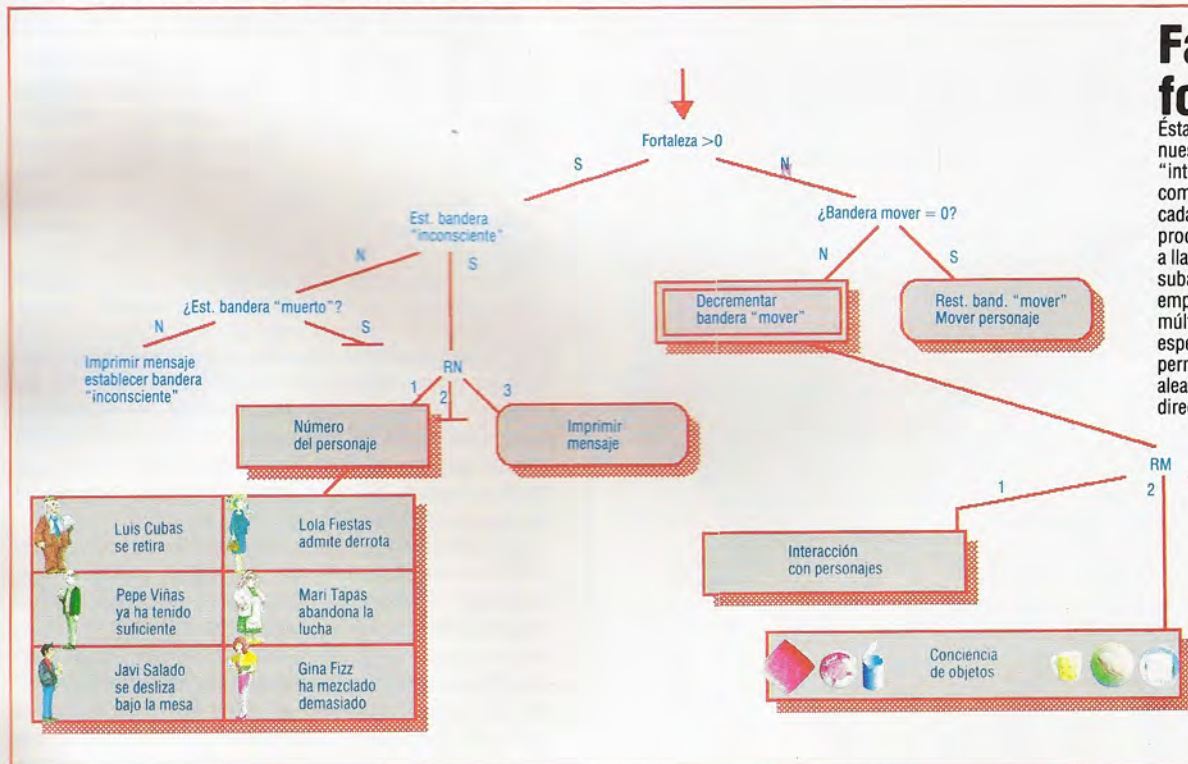 Fortaleza >0
S
N
Est. bandera
"inconsciente"
¿Bandera mover = 0?
N
S
N
S
¿Est. bandera "muerto"?
N
S
Decrementar
bandera "mover"
Rest. band. "mover"
Mover personaje
Imprimir mensaje
establecer bandera
"inconsciente"
RN
1
2
3
Número
del personaje
Imprimir
mensaje
RM
1
2
Luis Cubas
se retira
Lola Fiestas
admite derrota
Pepe Viñas
ya ha tenido
suficiente
Mari Tapas
abandona la
lucha
Javi Salado
se desliza
bajo la mesa
Gina Fizz
ha mezclado
demasiado
Interacción
con personajes
Conciencia
de objetos
Fa
fo
Ésta
nues
"int
com
cada
prod
a lla
suba
emp
múl
espe
perr
alea
direc